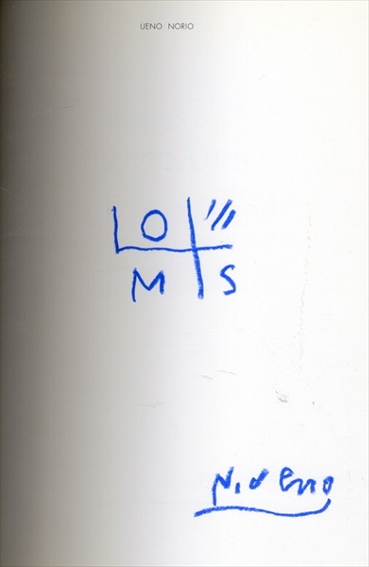 UENO NORIO
LO
M S
N. Ueno